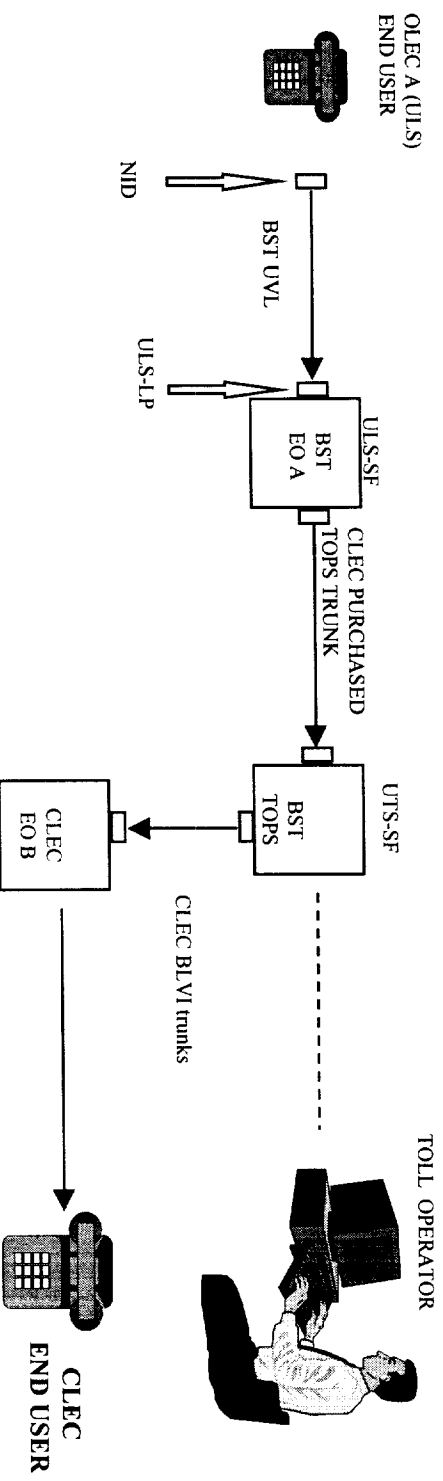 OLEC A (ULS)
END USER
NID
BST UVL
ULS-LP
ULS-SF
BST
EO A
CLEC PURCHASED
TOPS TRUNK
UTS-SF
BST
TOPS
CLEC BLVI trunks
CLEC
EO B
TOLL OPERATOR
CLEC
END USER